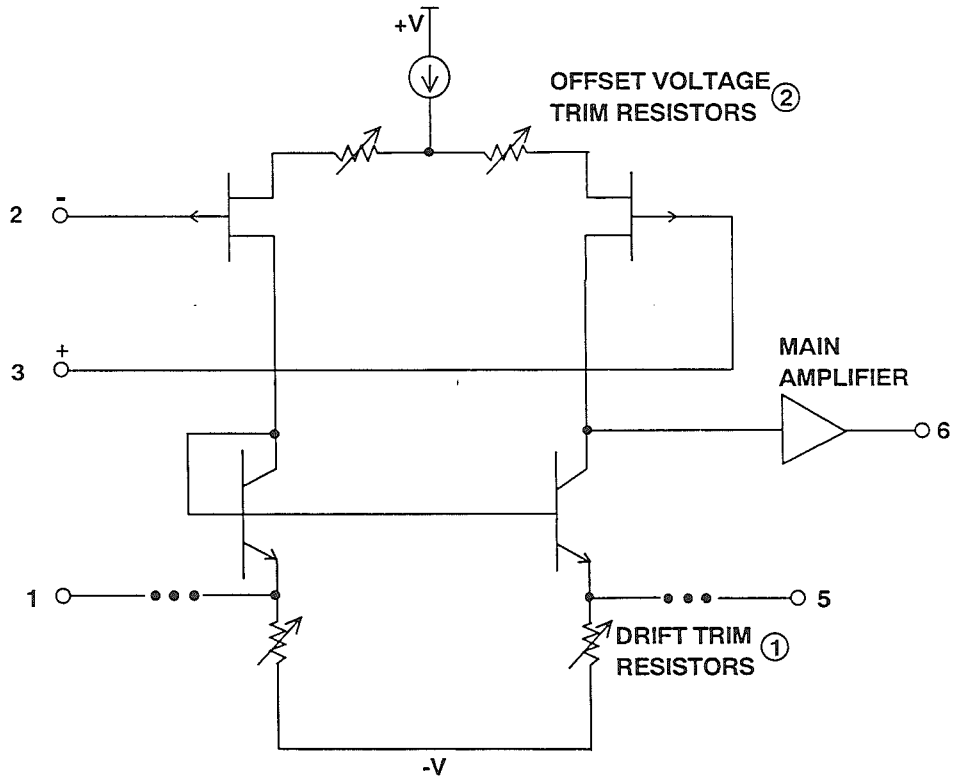 +V
OFFSET VOLTAGE
TRIM RESISTORS ②
2 -
3 +
MAIN
AMPLIFIER
6
1
5
DRIFT TRIM
RESISTORS ①
-V